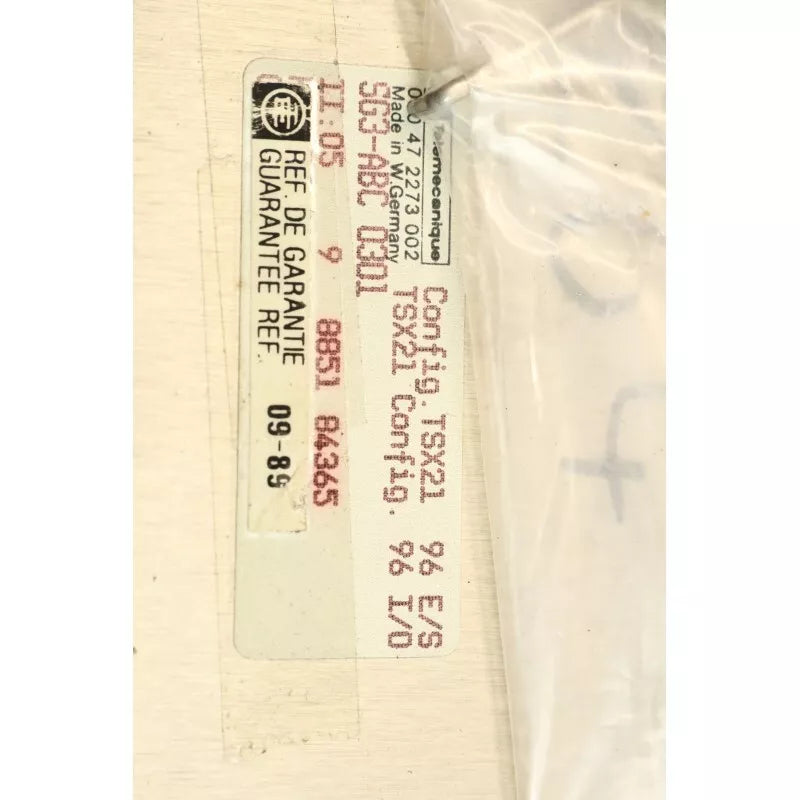 Telemecanique
47 2273 002
Made in W.Germany
Config.TSX21 96 E/S
TSX21 Config. 96 I/O
SG3-ABC 0301
II:05 9 8851 84365
REF. DE GARANTIE
GUARANTEE REF.
09-89